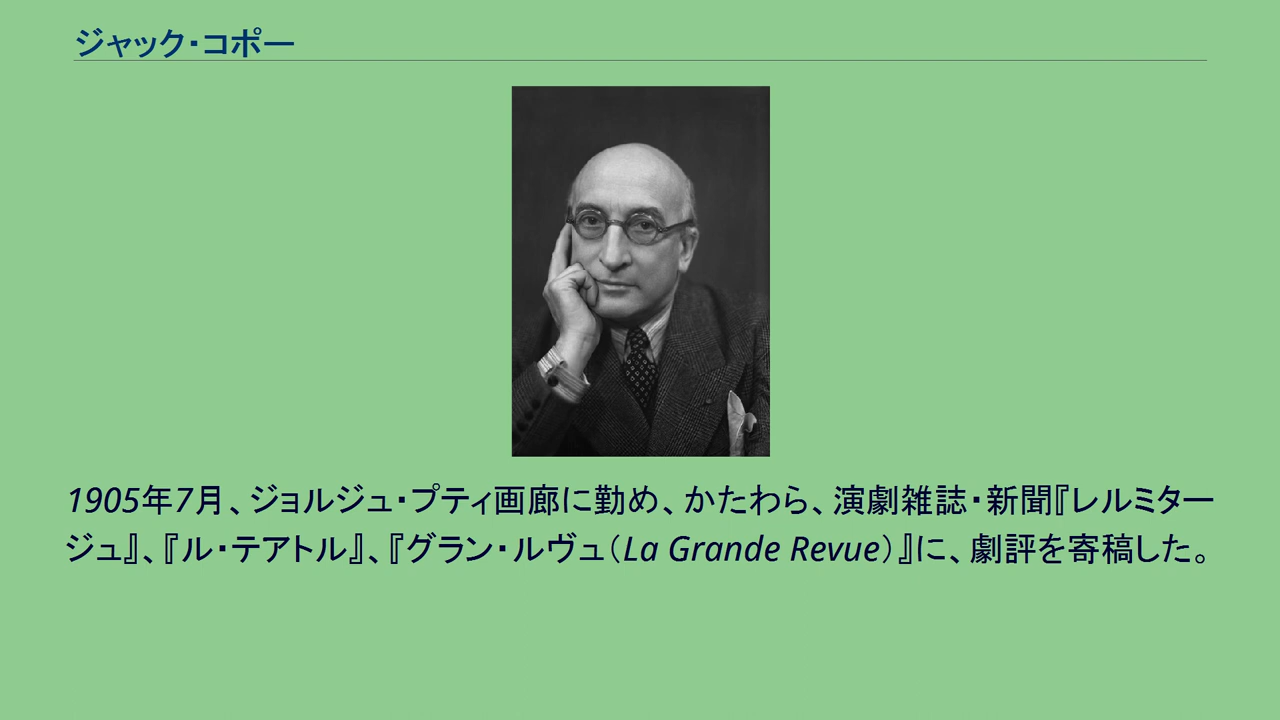 ジャック・コポー
1905年7月、ジョルジュ・プティ画廊に勤め、かたわら、演劇雑誌・新聞『レルミター
ジュ』、『ル・テアトル』、『グラン・ルヴュ（La Grande Revue）』に、劇評を寄稿した。